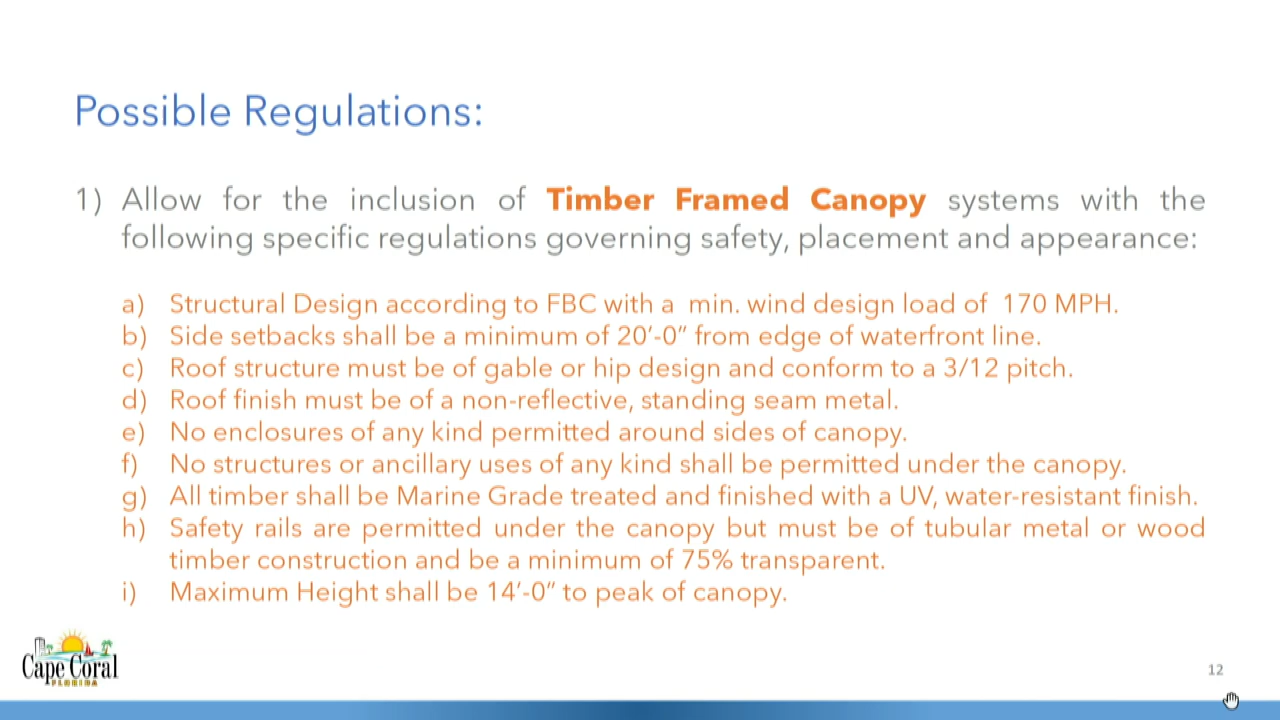 Possible Regulations:
1) Allow for the inclusion of Timber Framed Canopy systems with the
following specific regulations governing safety, placement and appearance:
a) Structural Design according to FBC with a min. wind design load of 170 MPH.
b) Side setbacks shall be a minimum of 20’-0” from edge of waterfront line.
c) Roof structure must be of gable or hip design and conform to a 3/12 pitch.
d) Roof finish must be of a non-reflective, standing seam metal.
e) No enclosures of any kind permitted around sides of canopy.
f) No structures or ancillary uses of any kind shall be permitted under the canopy.
g) All timber shall be Marine Grade treated and finished with a UV, water-resistant finish.
h) Safety rails are permitted under the canopy but must be of tubular metal or wood
timber construction and be a minimum of 75% transparent.
i) Maximum Height shall be 14’-0” to peak of canopy.
Cape Coral
FLORIDA
12